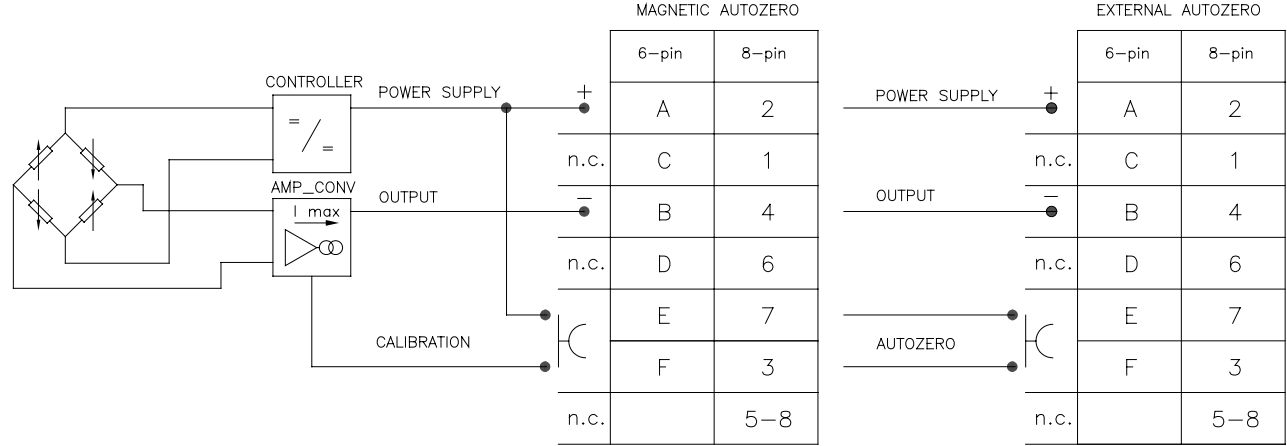 MAGNETIC AUTOZERO
EXTERNAL AUTOZERO
6-pin 8-pin
6-pin 8-pin
CONTROLLER
POWER SUPPLY
+
A 2
POWER SUPPLY
+
A 2
= / =
n.c. C 1
n.c. C 1
AMP_CONV
I max
OUTPUT
–
B 4
OUTPUT
–
B 4
n.c. D 6
n.c. D 6
E 7
E 7
CALIBRATION
F 3
AUTOZERO
F 3
n.c. 5-8
n.c. 5-8